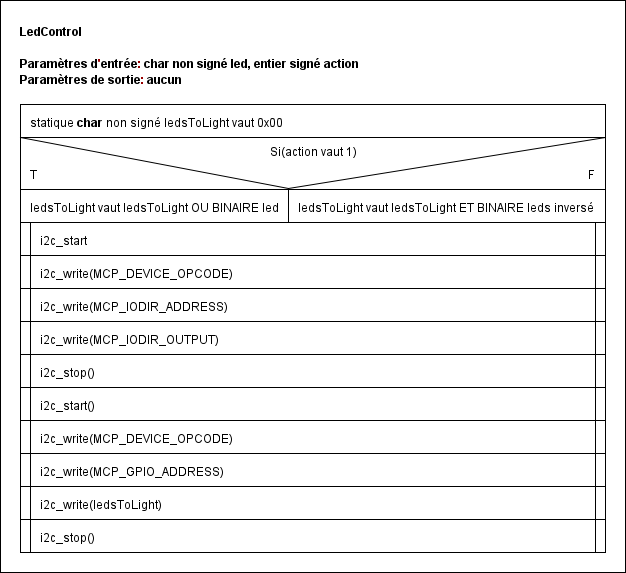 LedControl
Paramètres d'entrée: char non signé led, entier signé action
Paramètres de sortie: aucun
statique char non signé ledsToLight vaut 0x00
Si(action vaut 1)
T
F
ledsToLight vaut ledsToLight OU BINAIRE led
ledsToLight vaut ledsToLight ET BINAIRE leds inversé
i2c_start
i2c_write(MCP_DEVICE_OPCODE)
i2c_write(MCP_IODIR_ADDRESS)
i2c_write(MCP_IODIR_OUTPUT)
i2c_stop()
i2c_start()
i2c_write(MCP_DEVICE_OPCODE)
i2c_write(MCP_GPIO_ADDRESS)
i2c_write(ledsToLight)
i2c_stop()